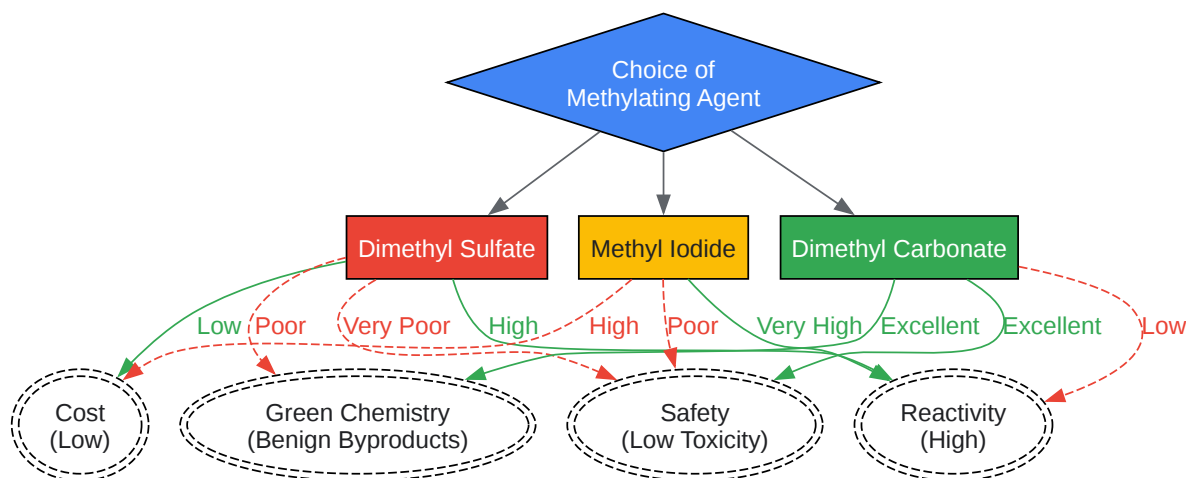 Choice of
Methylating Agent
Dimethyl Sulfate
Methyl Iodide
Dimethyl Carbonate
Low
Poor
Very Poor
High
High
Poor
Very High
Excellent
Excellent
Low
Cost
(Low)
Green Chemistry
(Benign Byproducts)
Safety
(Low Toxicity)
Reactivity
(High)